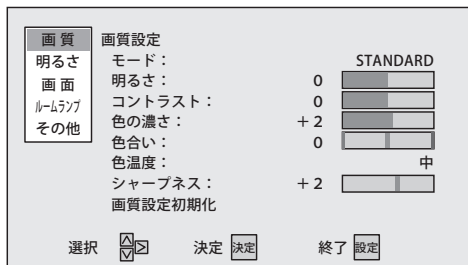 画質
明るさ
画面
ルームランプ
その他
画質設定
モード： STANDARD
明るさ： 0
コントラスト： 0
色の濃さ： +2
色合い： 0
色温度： 中
シャープネス： +2
画質設定初期化
選択 決定 決定 終了 設定